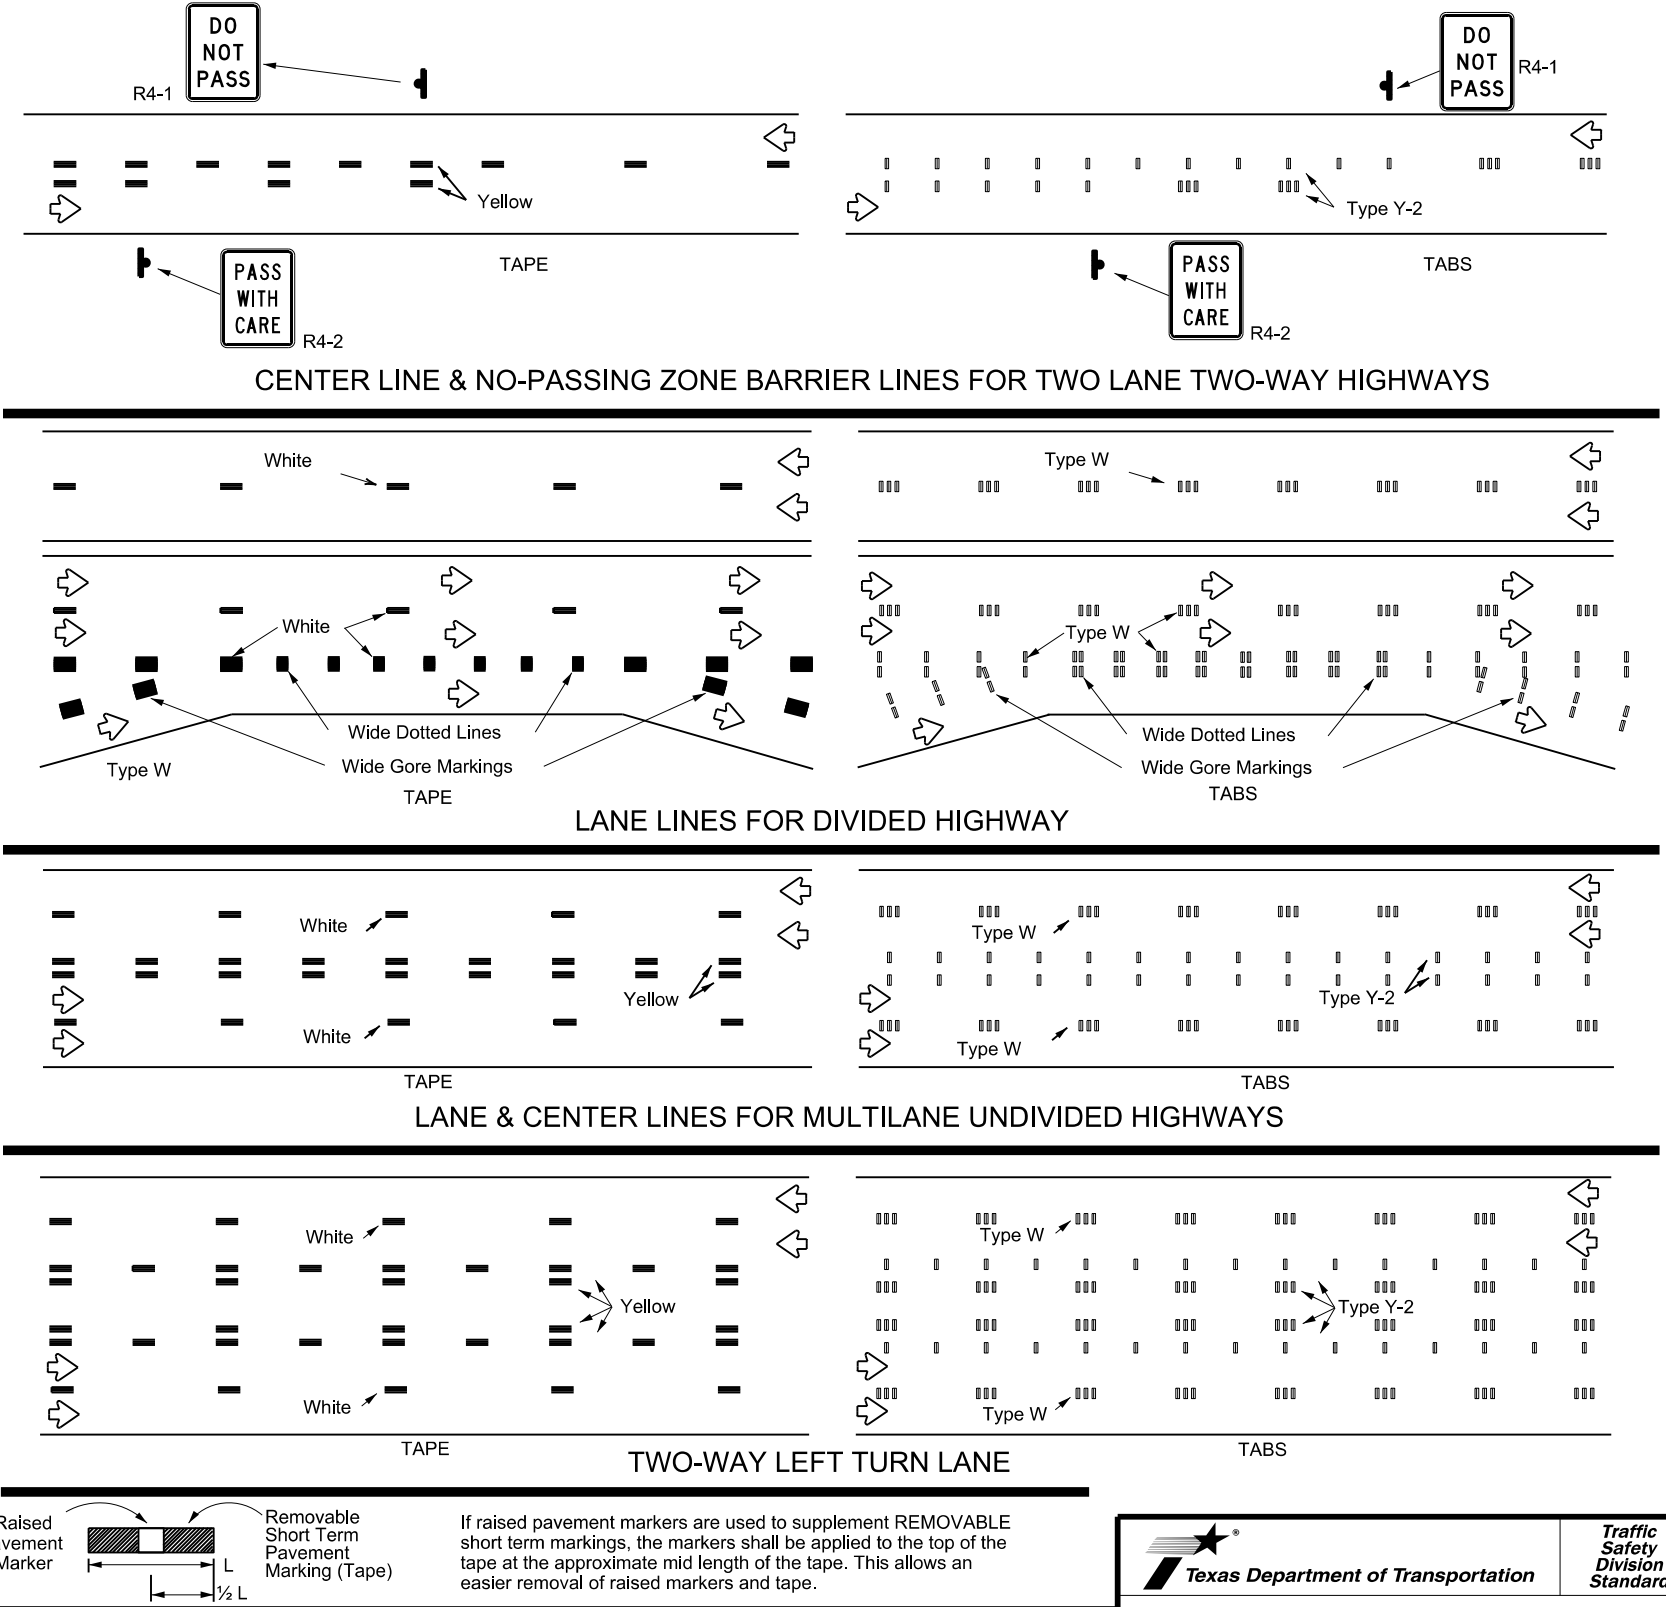 DO
NOT
PASS
R4-1
Yellow
PASS
WITH
CARE
R4-2
TAPE
DO
NOT
PASS
R4-1
Type Y-2
PASS
WITH
CARE
R4-2
TABS
CENTER LINE & NO-PASSING ZONE BARRIER LINES FOR TWO LANE TWO-WAY HIGHWAYS
White
Type W
White
Wide Dotted Lines
Wide Gore Markings
Type W
TAPE
Type W
Wide Dotted Lines
Wide Gore Markings
TABS
LANE LINES FOR DIVIDED HIGHWAY
White
Yellow
White
TAPE
Type W
Type Y-2
Type W
TABS
LANE & CENTER LINES FOR MULTILANE UNDIVIDED HIGHWAYS
White
Yellow
White
TAPE
Type W
Type Y-2
Type W
TABS
TWO-WAY LEFT TURN LANE
Raised
vement
Marker
L
½ L
Removable
Short Term
Pavement
Marking (Tape)
If raised pavement markers are used to supplement REMOVABLE
short term markings, the markers shall be applied to the top of the
tape at the approximate mid length of the tape. This allows an
easier removal of raised markers and tape.
®
Texas Department of Transportation
Traffic
Safety
Division
Standard